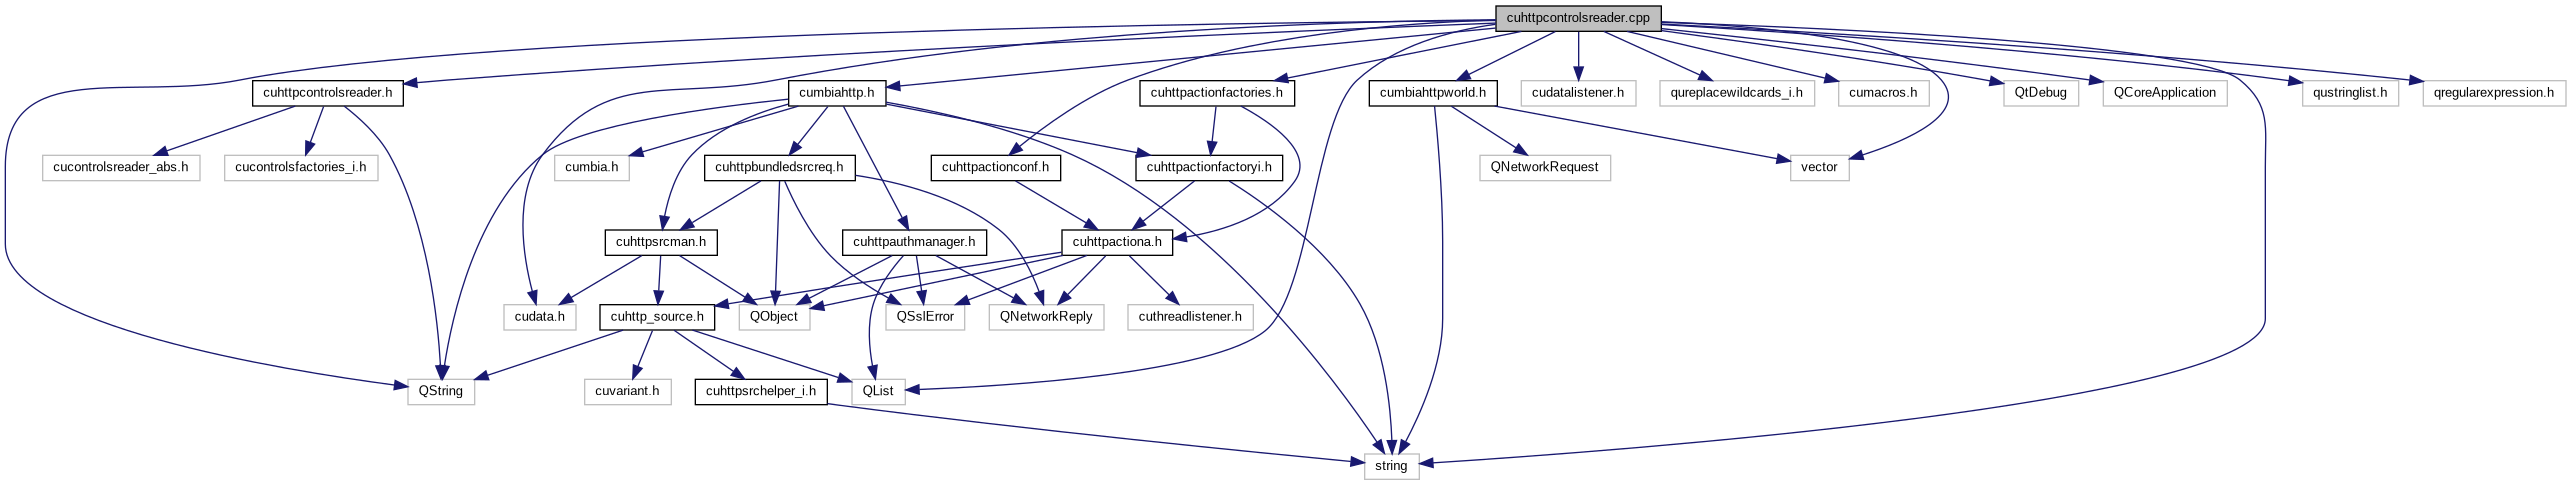 cuhttpcontrolsreader.cpp
cuhttpcontrolsreader.h
cumbiahttp.h
cuhttpactionfactories.h
cumbiahttpworld.h
cudatalistener.h
qureplacewildcards_i.h
cumacros.h
QtDebug
QCoreApplication
qustringlist.h
qregularexpression.h
cucontrolsreader_abs.h
cucontrolsfactories_i.h
cumbia.h
cuhttpbundledsrcreq.h
cuhttpactionconf.h
cuhttpactionfactoryi.h
QNetworkRequest
vector
cuhttpsrcman.h
cuhttpauthmanager.h
cuhttpactiona.h
cudata.h
cuhttp_source.h
QObject
QSslError
QNetworkReply
cuthreadlistener.h
QString
cuvariant.h
cuhttpsrchelper_i.h
QList
string